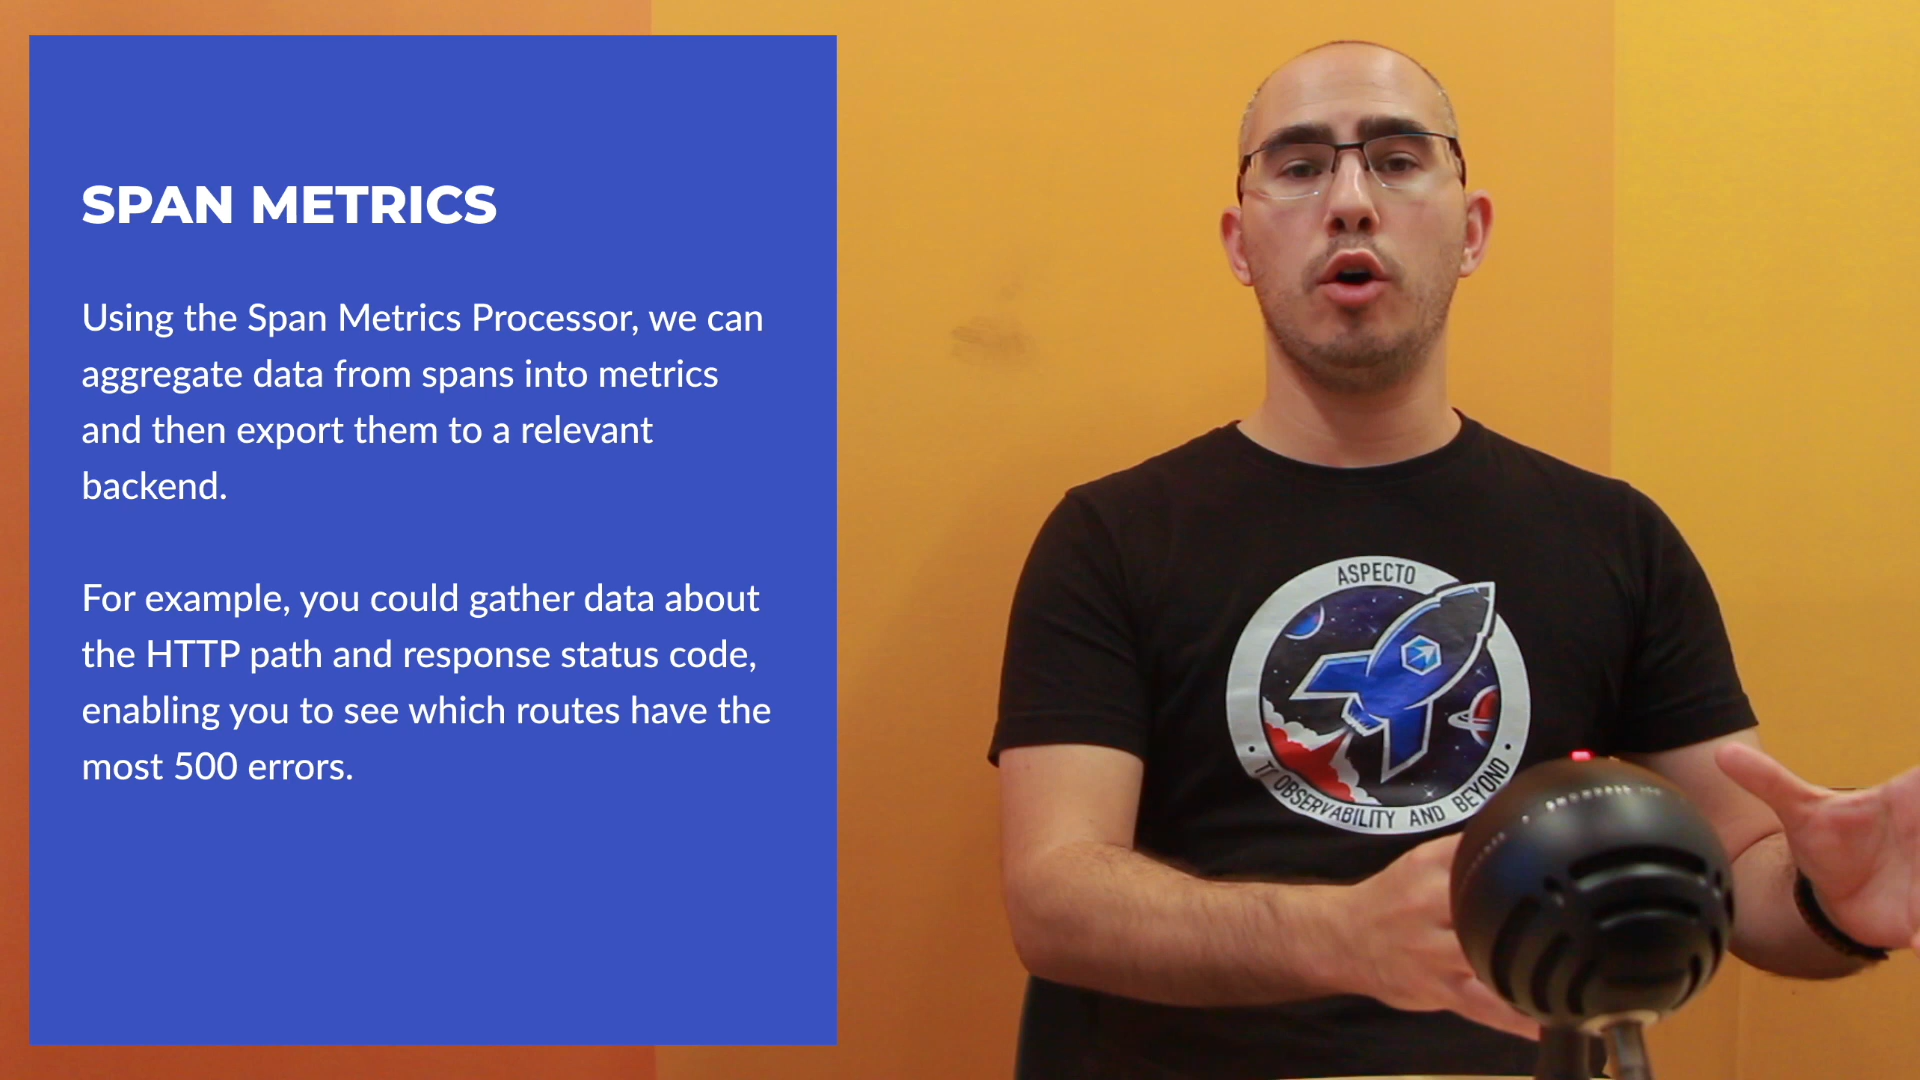 SPAN METRICS
Using the Span Metrics Processor, we can
aggregate data from spans into metrics
and then export them to a relevant
backend.
For example, you could gather data about
the HTTP path and response status code,
enabling you to see which routes have the
most 500 errors.
ASPECTO
OBSERVABILITY AND BEYOND